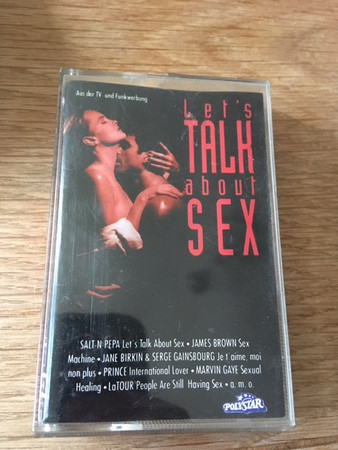 Aus der TV- und Funkwerbung
Let's
TALK
about
SEX
SALT-N-PEPA Let's Talk About Sex • JAMES BROWN Sex
Machine • JANE BIRKIN & SERGE GAINSBOURG Je t'aime, moi
non plus • PRINCE International Lover • MARVIN GAYE Sexual
Healing • LaTOUR People Are Still Having Sex • a. m. o.
POLYSTAR